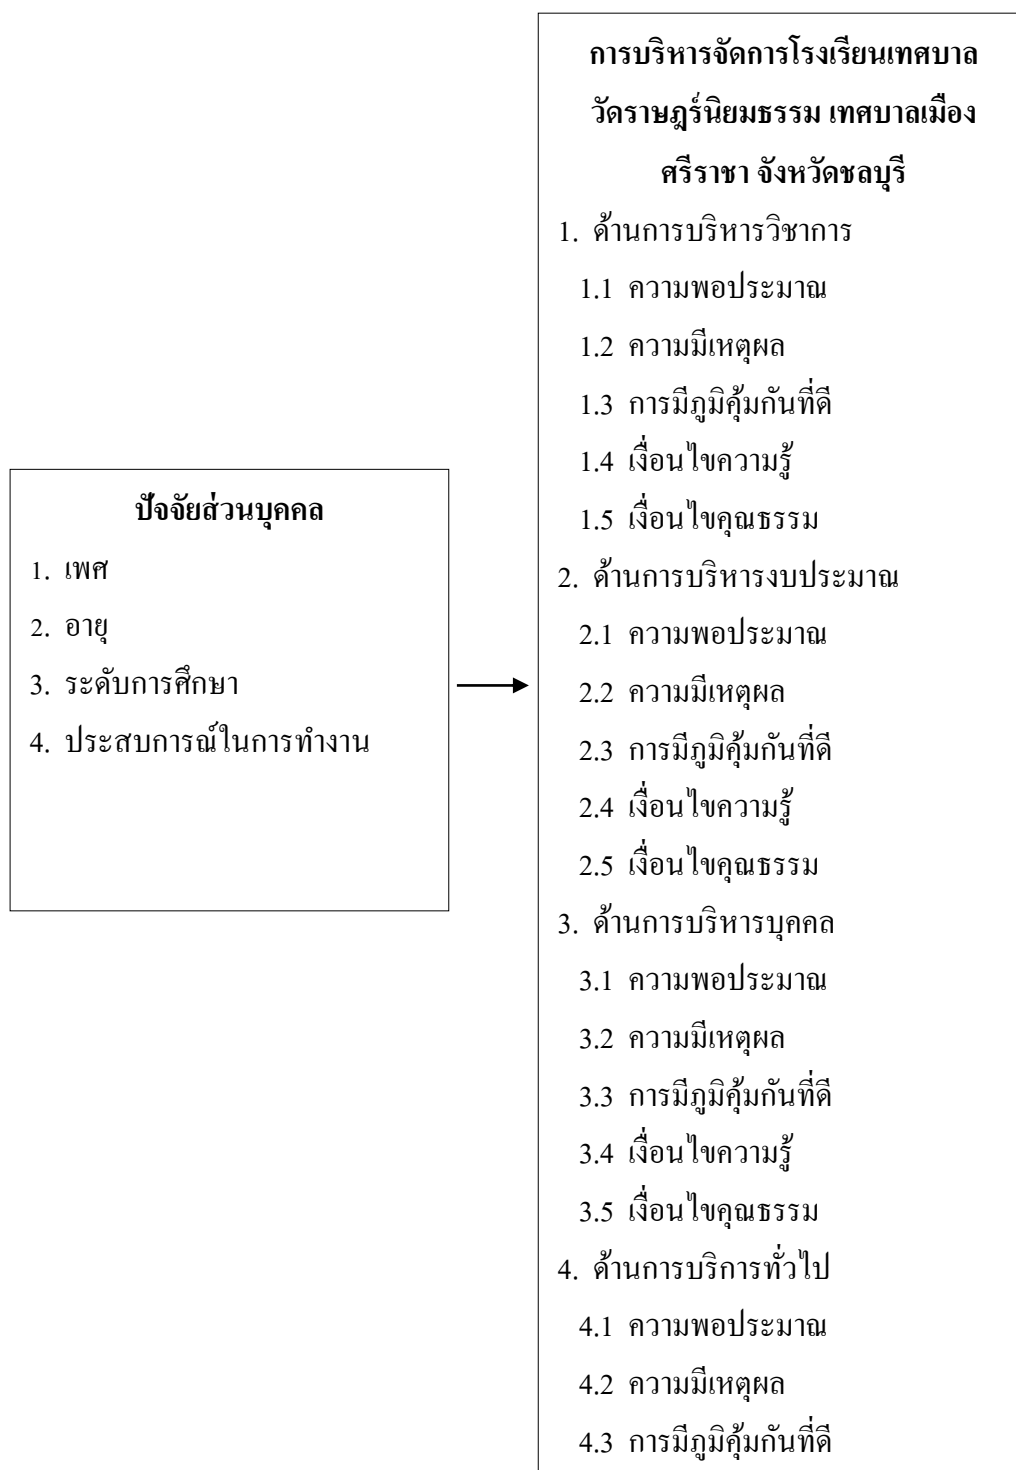 ปัจจัยส่วนบุคคล
1. เพศ
2. อายุ
3. ระดับการศึกษา
4. ประสบการณ์ในการทำงาน
การบริหารจัดการโรงเรียนเทศบาล
วัดราษฎร์นิยมธรรม เทศบาลเมือง
ศรีราชา จังหวัดชลบุรี
1. ด้านการบริหารวิชาการ
1.1 ความพอประมาณ
1.2 ความมีเหตุผล
1.3 การมีภูมิคุ้มกันที่ดี
1.4 เงื่อนไขความรู้
1.5 เงื่อนไขคุณธรรม
2. ด้านการบริหารงบประมาณ
2.1 ความพอประมาณ
2.2 ความมีเหตุผล
2.3 การมีภูมิคุ้มกันที่ดี
2.4 เงื่อนไขความรู้
2.5 เงื่อนไขคุณธรรม
3. ด้านการบริหารบุคคล
3.1 ความพอประมาณ
3.2 ความมีเหตุผล
3.3 การมีภูมิคุ้มกันที่ดี
3.4 เงื่อนไขความรู้
3.5 เงื่อนไขคุณธรรม
4. ด้านการบริการทั่วไป
4.1 ความพอประมาณ
4.2 ความมีเหตุผล
4.3 การมีภูมิคุ้มกันที่ดี